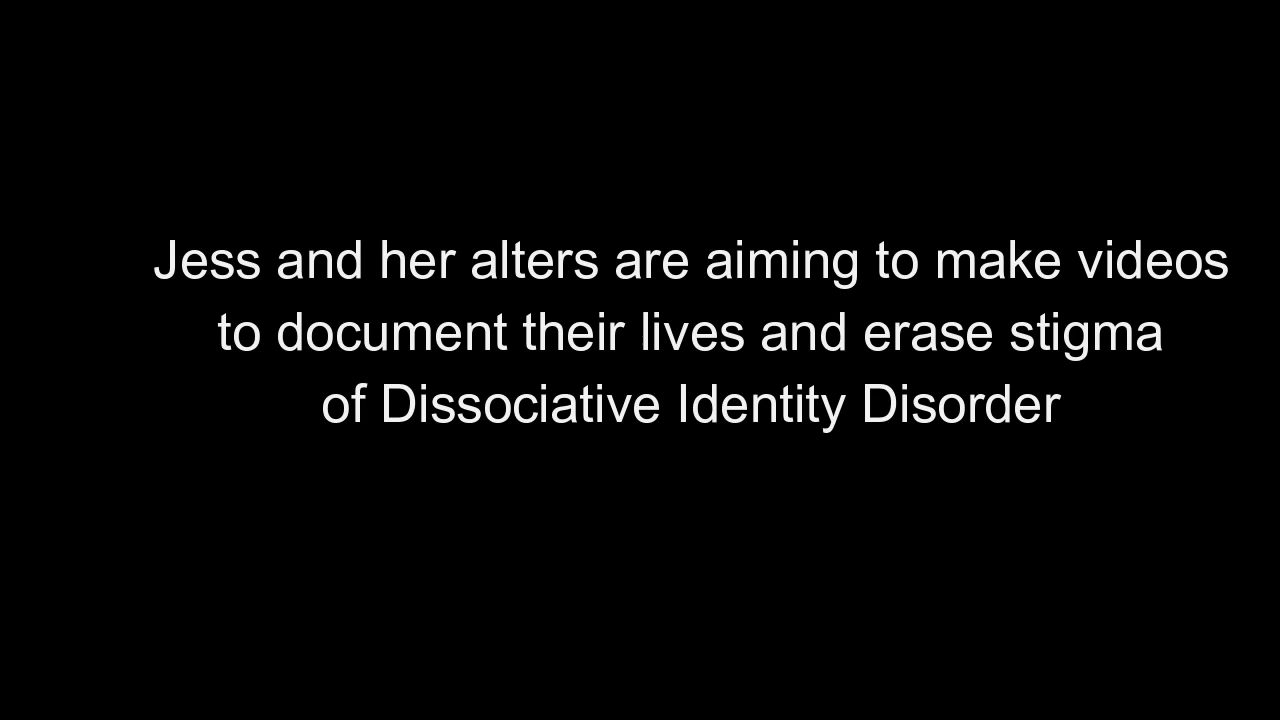 Jess and her alters are aiming to make videos
to document their lives and erase stigma
of Dissociative Identity Disorder